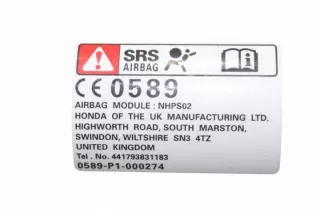 SRS
AIRBAG
CE 0589
AIRBAG MODULE : NHPS02
HONDA OF THE UK MANUFACTURING LTD.
HIGHWORTH ROAD, SOUTH MARSTON,
SWINDON, WILTSHIRE SN3 4TZ
UNITED KINGDOM
Tel . No. 441793831183
0589-P1-000274